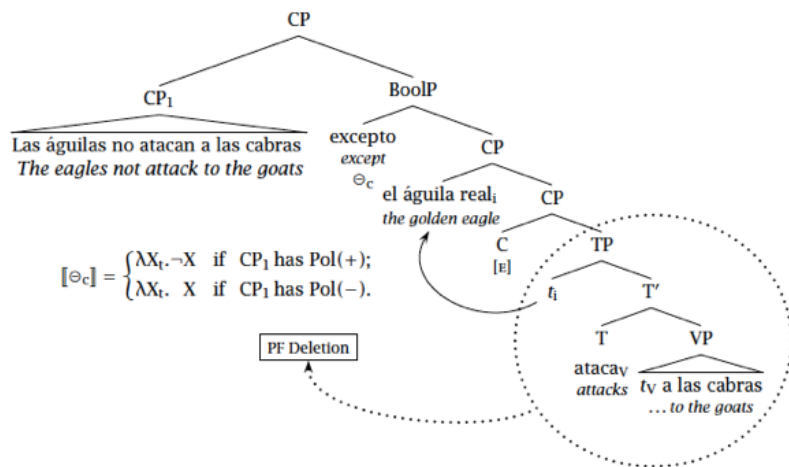 CP
CP₁ BoolP
Las águilas no atacan a las cabras
The eagles not attack to the goats
excepto CP
except
⊖c
el águila realᵢ CP
the golden eagle
C TP
[E]
⟦⊖c⟧ = { λXt.¬X if CP₁ has Pol(+);
λXt. X if CP₁ has Pol(−).
tᵢ T′
T VP
PF Deletion
atacaV tV a las cabras
attacks … to the goats